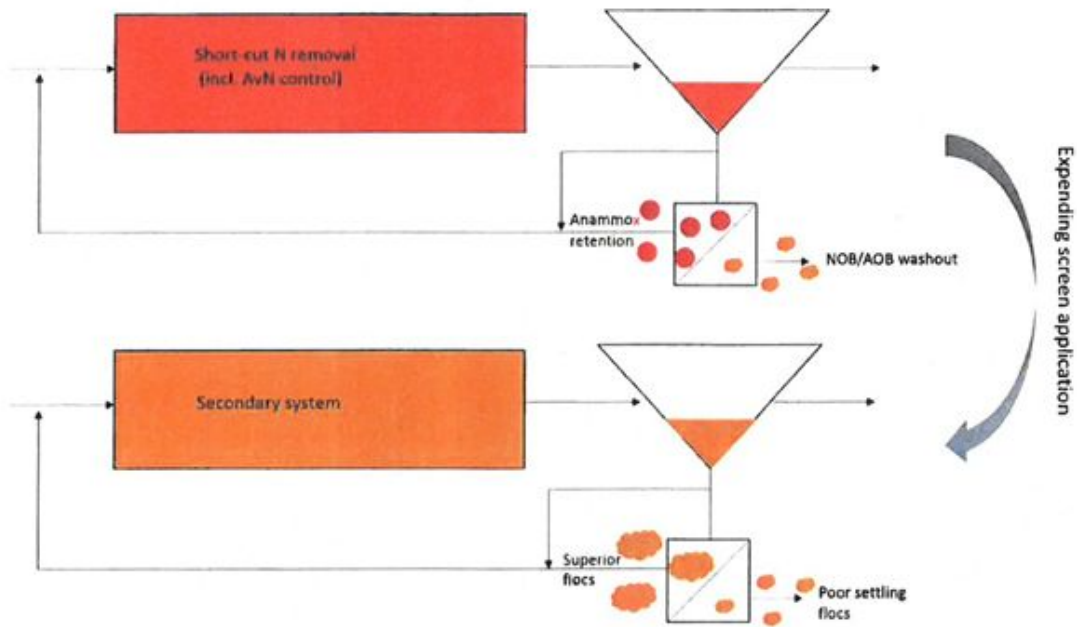 Short-cut N removal
(incl. AvN control)
Anammox
retention
NOB/AOB washout
Expending screen application
Secondary system
Superior
flocs
Poor settling
flocs